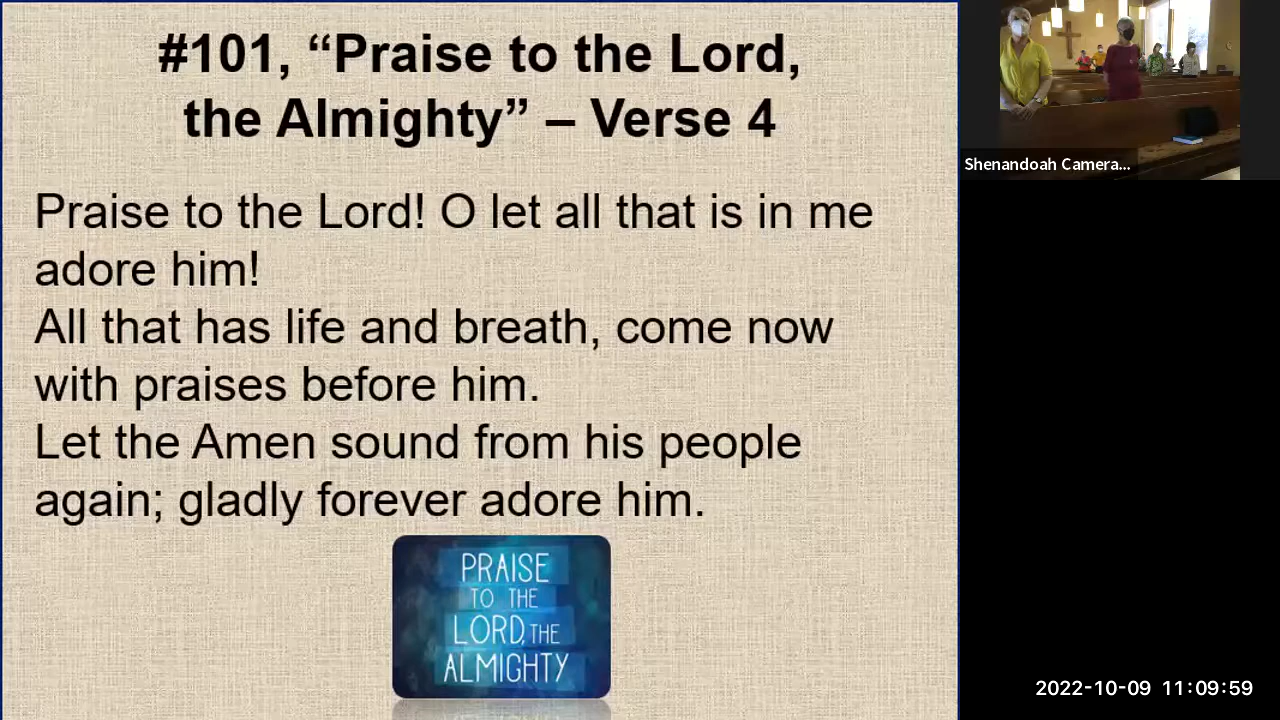 #101, “Praise to the Lord,
the Almighty” – Verse 4
Praise to the Lord! O let all that is in me
adore him!
All that has life and breath, come now
with praises before him.
Let the Amen sound from his people
again; gladly forever adore him.
PRAISE
TO THE
LORD, THE
ALMIGHTY
Shenandoah Camera...
2022-10-09 11:09:59